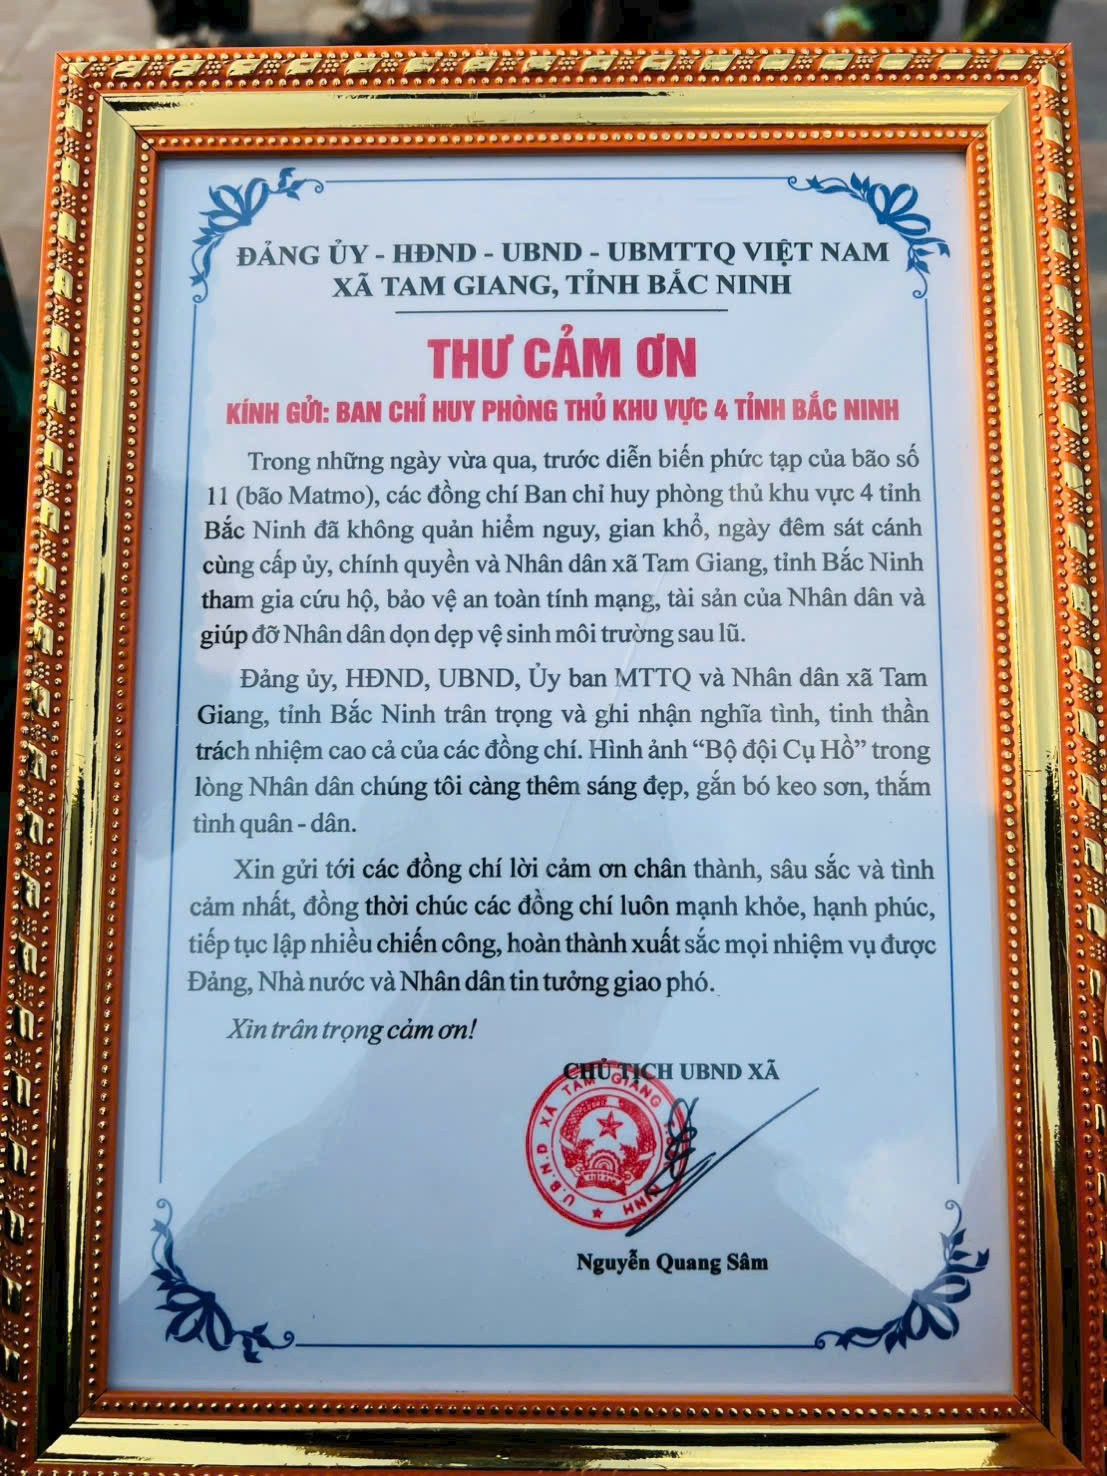 ĐẢNG ỦY - HĐND - UBND - UBMTTQ VIỆT NAM
XÃ TAM GIANG, TỈNH BẮC NINH
THƯ CẢM ƠN
KÍNH GỬI: BAN CHỈ HUY PHÒNG THỦ KHU VỰC 4 TỈNH BẮC NINH
Trong những ngày vừa qua, trước diễn biến phức tạp của bão số
11 (bão Matmo), các đồng chí Ban chỉ huy phòng thủ khu vực 4 tỉnh
Bắc Ninh đã không quản hiểm nguy, gian khổ, ngày đêm sát cánh
cùng cấp ủy, chính quyền và Nhân dân xã Tam Giang, tỉnh Bắc Ninh
tham gia cứu hộ, bảo vệ an toàn tính mạng, tài sản của Nhân dân và
giúp đỡ Nhân dân dọn dẹp vệ sinh môi trường sau lũ.
Đảng ủy, HĐND, UBND, Ủy ban MTTQ và Nhân dân xã Tam
Giang, tỉnh Bắc Ninh trân trọng và ghi nhận nghĩa tình, tinh thần
trách nhiệm cao cả của các đồng chí. Hình ảnh “Bộ đội Cụ Hồ” trong
lòng Nhân dân chúng tôi càng thêm sáng đẹp, gắn bó keo sơn, thắm
tình quân - dân.
Xin gửi tới các đồng chí lời cảm ơn chân thành, sâu sắc và tình
cảm nhất, đồng thời chúc các đồng chí luôn mạnh khỏe, hạnh phúc,
tiếp tục lập nhiều chiến công, hoàn thành xuất sắc mọi nhiệm vụ được
Đảng, Nhà nước và Nhân dân tin tưởng giao phó.
Xin trân trọng cảm ơn!
CHỦ TỊCH UBND XÃ
U.B.N.D XÃ TAM GIANG
NINH
Nguyễn Quang Sâm